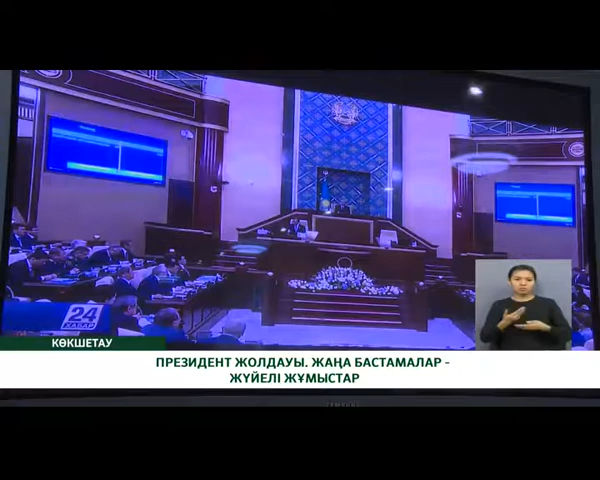 24
ХАБАР
КӨКШЕТАУ
ПРЕЗИДЕНТ ЖОЛДАУЫ. ЖАҢА БАСТАМАЛАР -
ЖҮЙЕЛІ ЖҰМЫСТАР